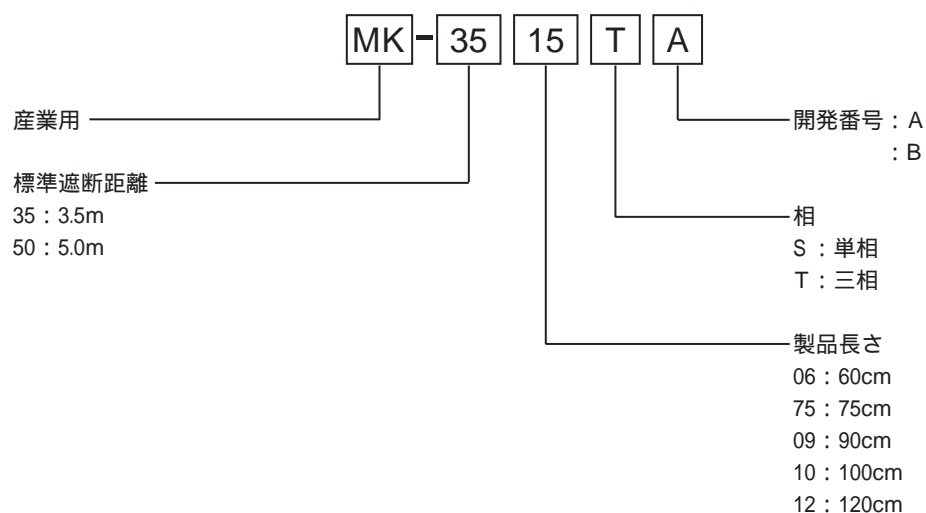 MK-35 15 T A
産業用
標準遮断距離
35：3.5m
50：5.0m
開発番号：A
：B
相
S：単相
T：三相
製品長さ
06：60cm
75：75cm
09：90cm
10：100cm
12：120cm